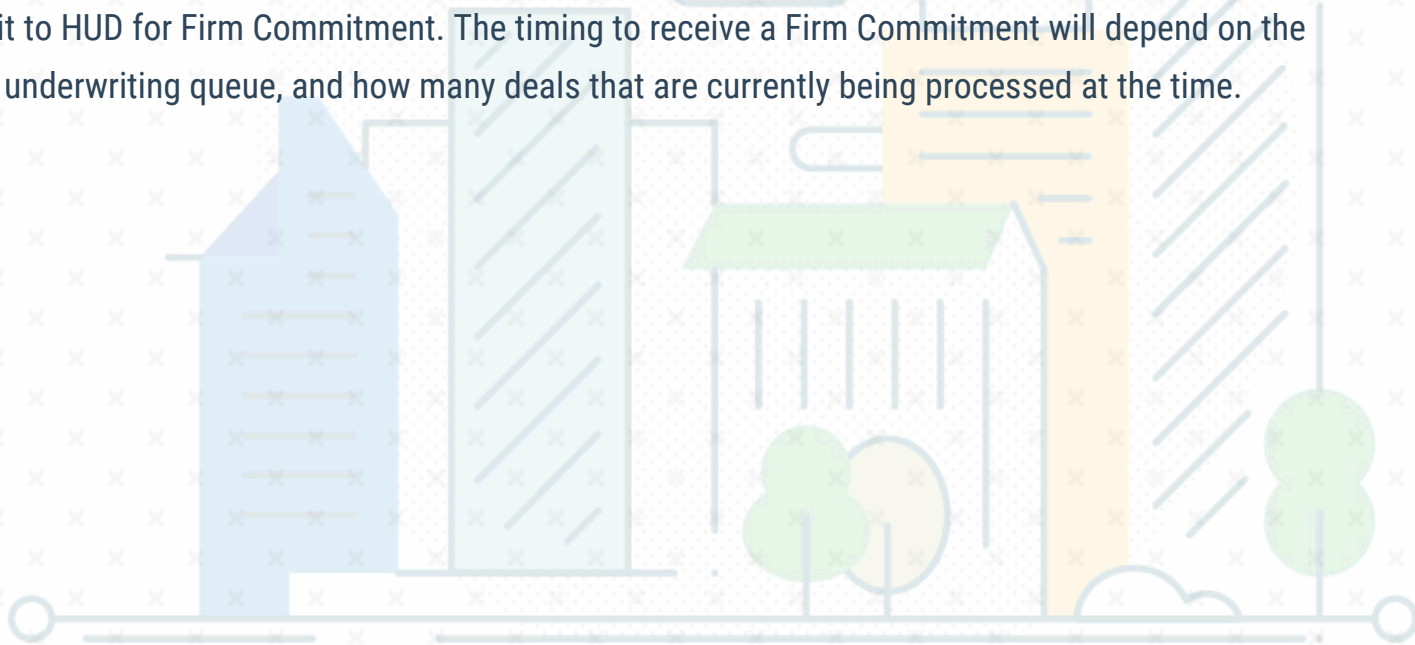 it to HUD for Firm Commitment. The timing to receive a Firm Commitment will depend on the
underwriting queue, and how many deals that are currently being processed at the time.